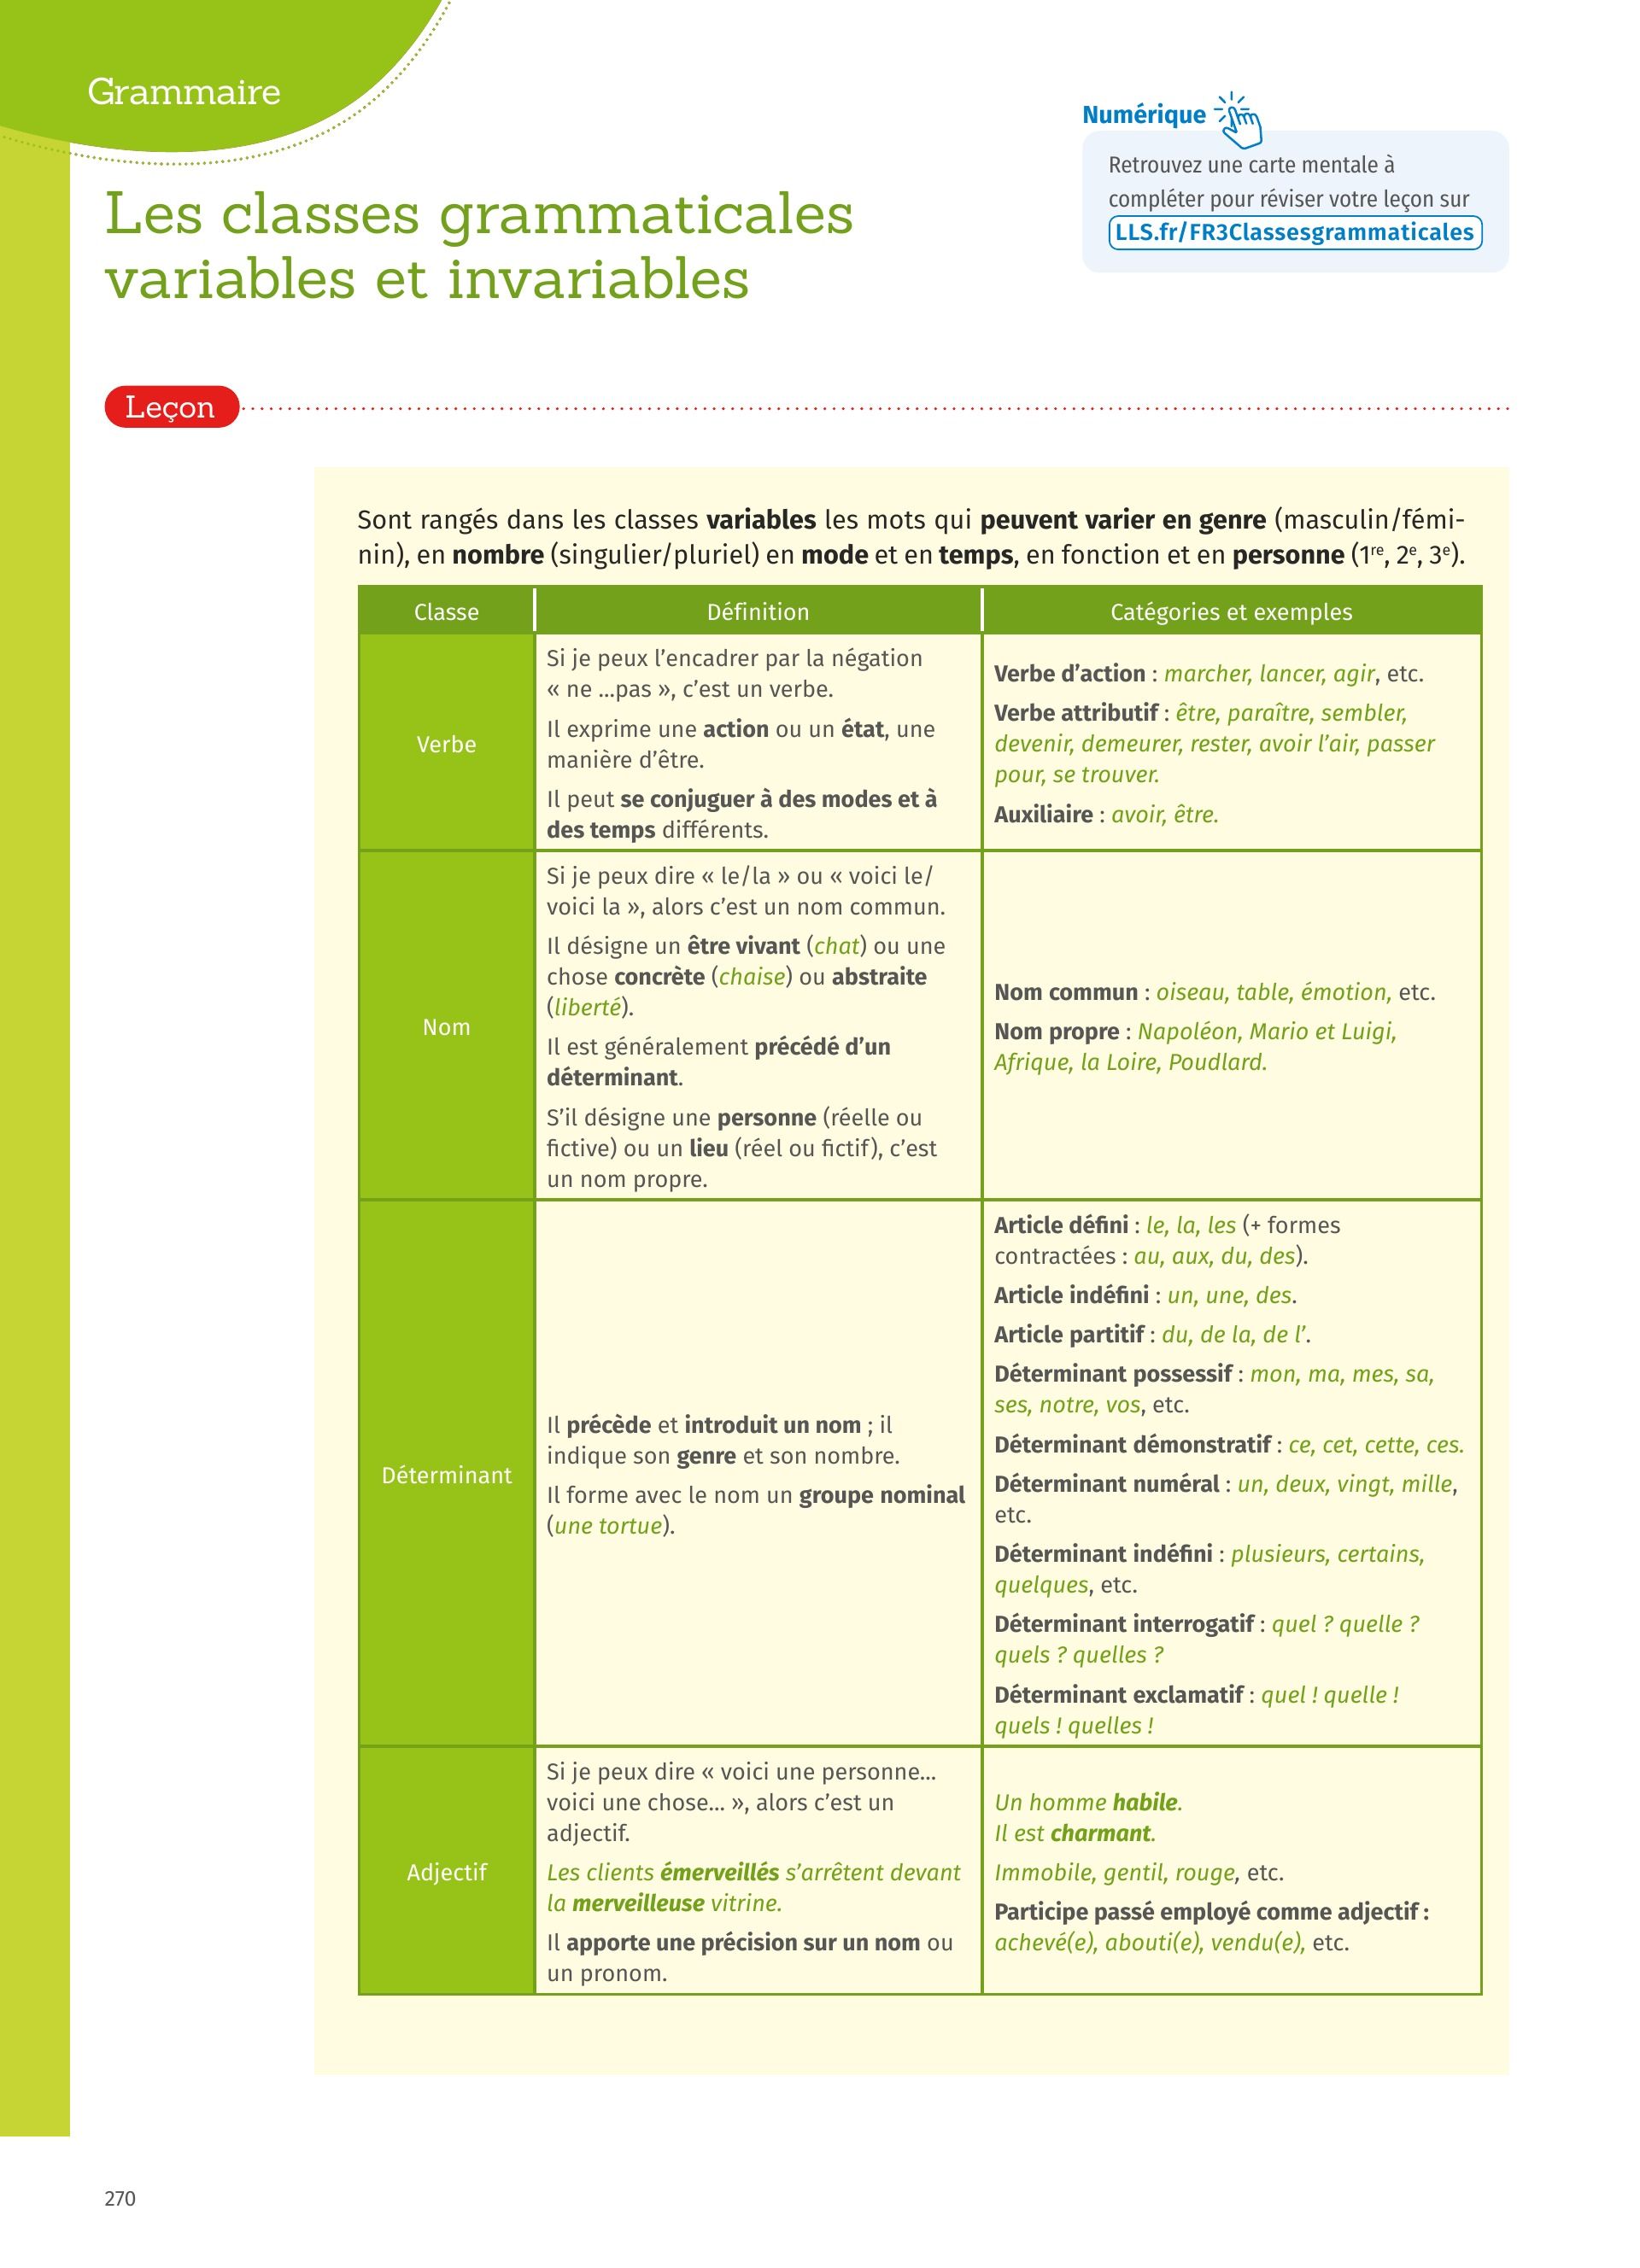 Grammaire
Numérique
Retrouvez une carte mentale à
compléter pour réviser votre leçon sur
LLS.fr/FR3Classesgrammaticales
Les classes grammaticales
variables et invariables
Leçon
Sont rangés dans les classes variables les mots qui peuvent varier en genre (masculin/fémi-
nin), en nombre (singulier/pluriel) en mode et en temps, en fonction et en personne (1re, 2e, 3e).
Classe
Définition
Catégories et exemples
Verbe
Si je peux l'encadrer par la négation
« ne ...pas », c'est un verbe.
Il exprime une action ou un état, une
manière d'être.
Il peut se conjuguer à des modes et à
des temps différents.
Verbe d'action : marcher, lancer, agir, etc.
Verbe attributif : être, paraître, sembler,
devenir, demeurer, rester, avoir l'air, passer
pour, se trouver.
Auxiliaire : avoir, être.
Nom
Si je peux dire « le/la » ou « voici le/
voici la », alors c'est un nom commun.
Il désigne un être vivant (chat) ou une
chose concrète (chaise) ou abstraite
(liberté).
Il est généralement précédé d'un
déterminant.
S'il désigne une personne (réelle ou
fictive) ou un lieu (réel ou fictif), c'est
un nom propre.
Nom commun : oiseau, table, émotion, etc.
Nom propre : Napoléon, Mario et Luigi,
Afrique, la Loire, Poudlard.
Déterminant
Il précède et introduit un nom ; il
indique son genre et son nombre.
Il forme avec le nom un groupe nominal
(une tortue).
Article défini : le, la, les (+ formes
contractées : au, aux, du, des).
Article indéfini : un, une, des.
Article partitif : du, de la, de l'.
Déterminant possessif : mon, ma, mes, sa,
ses, notre, vos, etc.
Déterminant démonstratif : ce, cet, cette, ces.
Déterminant numéral : un, deux, vingt, mille,
etc.
Déterminant indéfini : plusieurs, certains,
quelques, etc.
Déterminant interrogatif : quel ? quelle ?
quels ? quelles ?
Déterminant exclamatif : quel ! quelle !
quels ! quelles !
Adjectif
Si je peux dire « voici une personne...
voici une chose... », alors c'est un
adjectif.
Les clients émerveillés s'arrêtent devant
la merveilleuse vitrine.
Il apporte une précision sur un nom ou
un pronom.
Un homme habile.
Il est charmant.
Immobile, gentil, rouge, etc.
Participe passé employé comme adjectif :
achevé(e), abouti(e), vendu(e), etc.
270